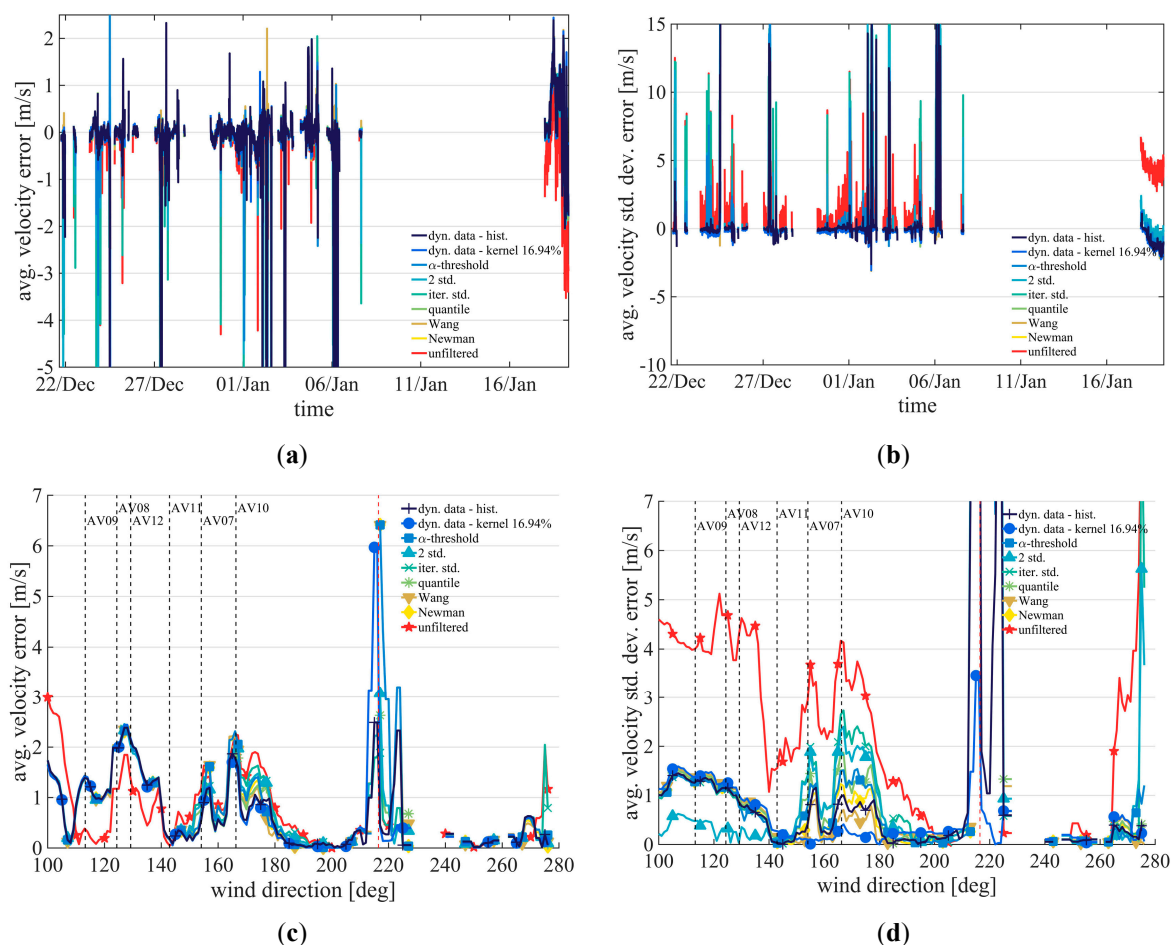 2
1
0
-1
-2
-3
-4
-5
avg. velocity error [m/s]
dyn. data - hist.
dyn. data - kernel 16.94%
α-threshold
2 std.
iter. std.
quantile
Wang
Newman
unfiltered
22/Dec 27/Dec 01/Jan 06/Jan 11/Jan 16/Jan
time
(a)
15
10
5
0
-5
-10
avg. velocity std. dev. error [m/s]
dyn. data - hist.
dyn. data - kernel 16.94%
α-threshold
2 std.
iter. std.
quantile
Wang
Newman
unfiltered
22/Dec 27/Dec 01/Jan 06/Jan 11/Jan 16/Jan
time
(b)
7
6
5
4
3
2
1
0
avg. velocity error [m/s]
AV08 AV11 AV10
AV09 AV12 AV07
dyn. data - hist.
dyn. data - kernel 16.94%
α-threshold
2 std.
iter. std.
quantile
Wang
Newman
unfiltered
100 120 140 160 180 200 220 240 260 280
wind direction [deg]
(c)
7
6
5
4
3
2
1
0
avg. velocity std. dev. error [m/s]
AV08 AV11 AV10
AV09 AV12 AV07
dyn. data - hist.
dyn. data - kernel 16.94%
α-threshold
2 std.
iter. std.
quantile
Wang
Newman
unfiltered
100 120 140 160 180 200 220 240 260 280
wind direction [deg]
(d)